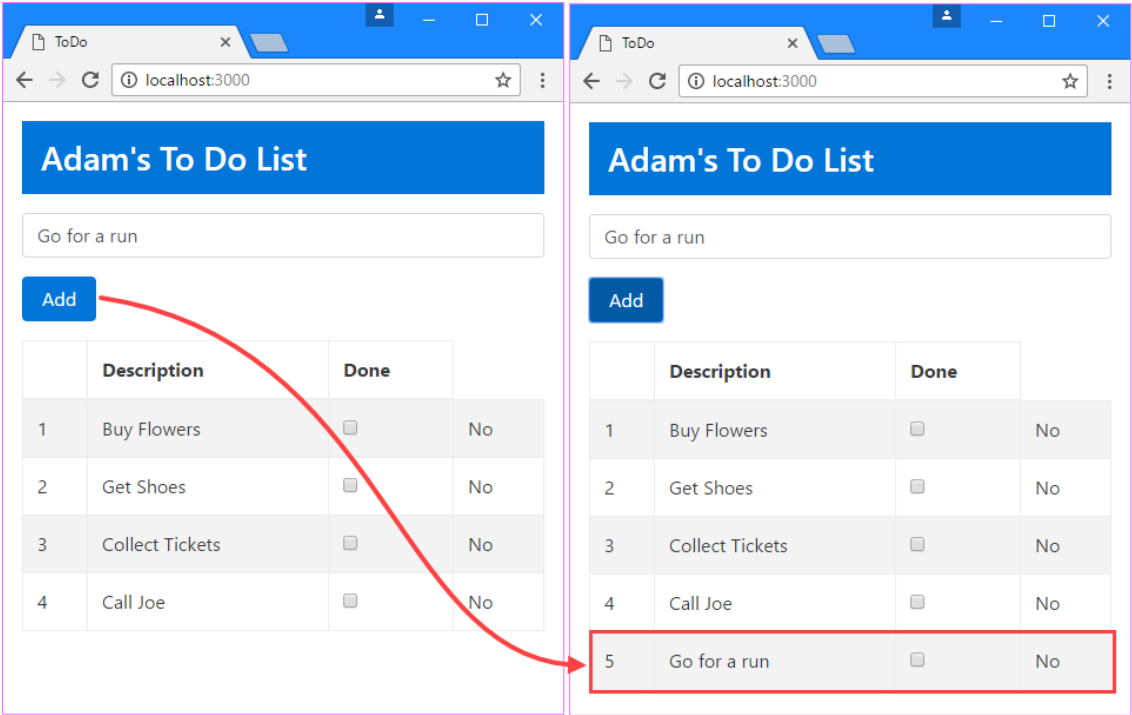 ToDo
localhost:3000
Adam's To Do List
Go for a run
Add
Description Done
1 Buy Flowers No
2 Get Shoes No
3 Collect Tickets No
4 Call Joe No
ToDo
localhost:3000
Adam's To Do List
Go for a run
Add
Description Done
1 Buy Flowers No
2 Get Shoes No
3 Collect Tickets No
4 Call Joe No
5 Go for a run No